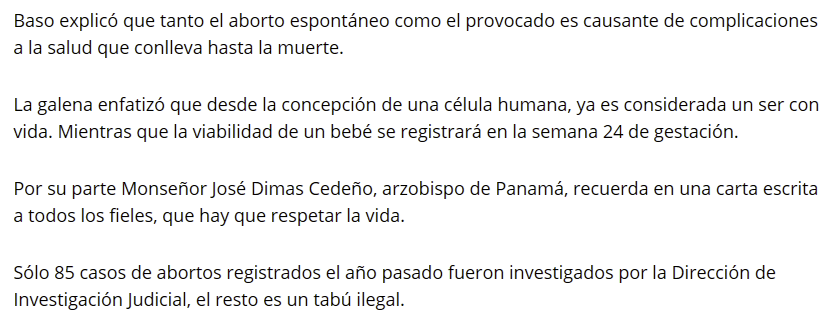 Baso explicó que tanto el aborto espontáneo como el provocado es causante de complicaciones
a la salud que conlleva hasta la muerte.
La galena enfatizó que desde la concepción de una célula humana, ya es considerada un ser con
vida. Mientras que la viabilidad de un bebé se registrará en la semana 24 de gestación.
Por su parte Monseñor José Dimas Cedeño, arzobispo de Panamá, recuerda en una carta escrita
a todos los fieles, que hay que respetar la vida.
Sólo 85 casos de abortos registrados el año pasado fueron investigados por la Dirección de
Investigación Judicial, el resto es un tabú ilegal.